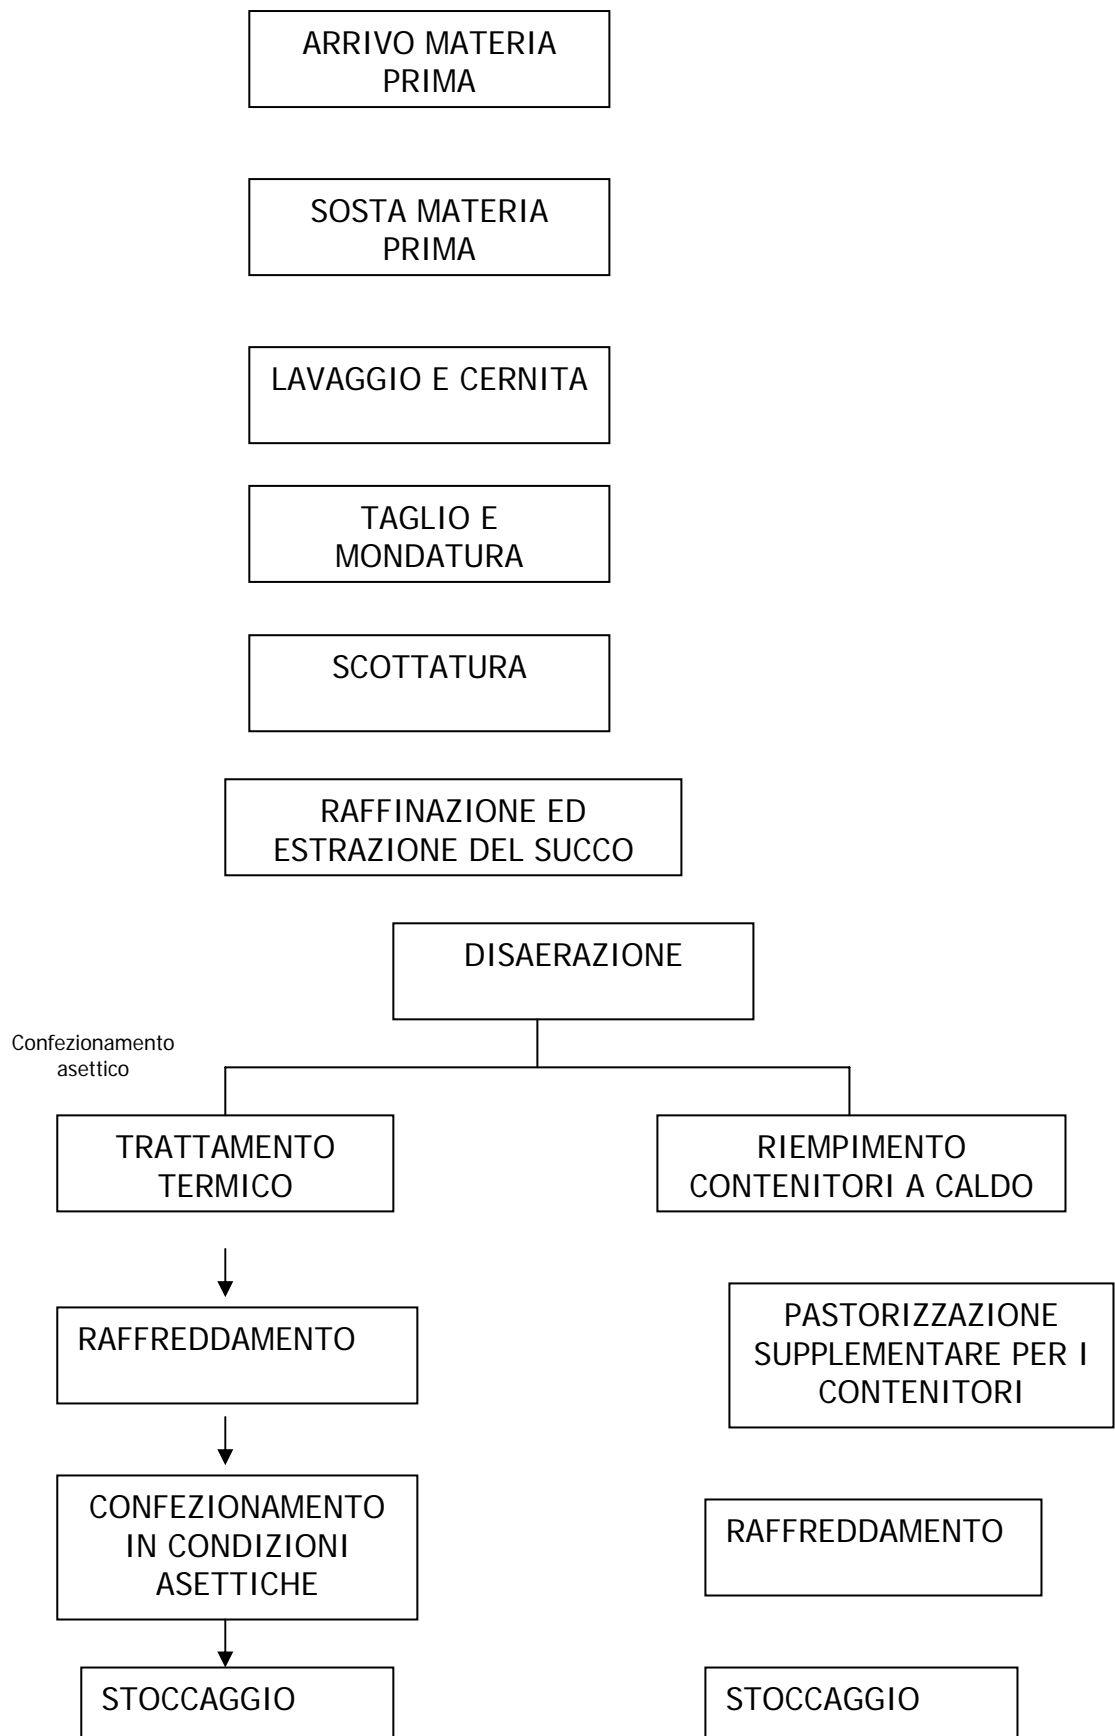 ARRIVO MATERIA
PRIMA
SOSTA MATERIA
PRIMA
LAVAGGIO E CERNITA
TAGLIO E
MONDATURA
SCOTTATURA
RAFFINAZIONE ED
ESTRAZIONE DEL SUCCO
DISAERAZIONE
Confezionamento
asettico
TRATTAMENTO
TERMICO
RIEMPIMENTO
CONTENITORI A CALDO
RAFFREDDAMENTO
PASTORIZZAZIONE
SUPPLEMENTARE PER I
CONTENITORI
CONFEZIONAMENTO
IN CONDIZIONI
ASETTICHE
RAFFREDDAMENTO
STOCCAGGIO
STOCCAGGIO